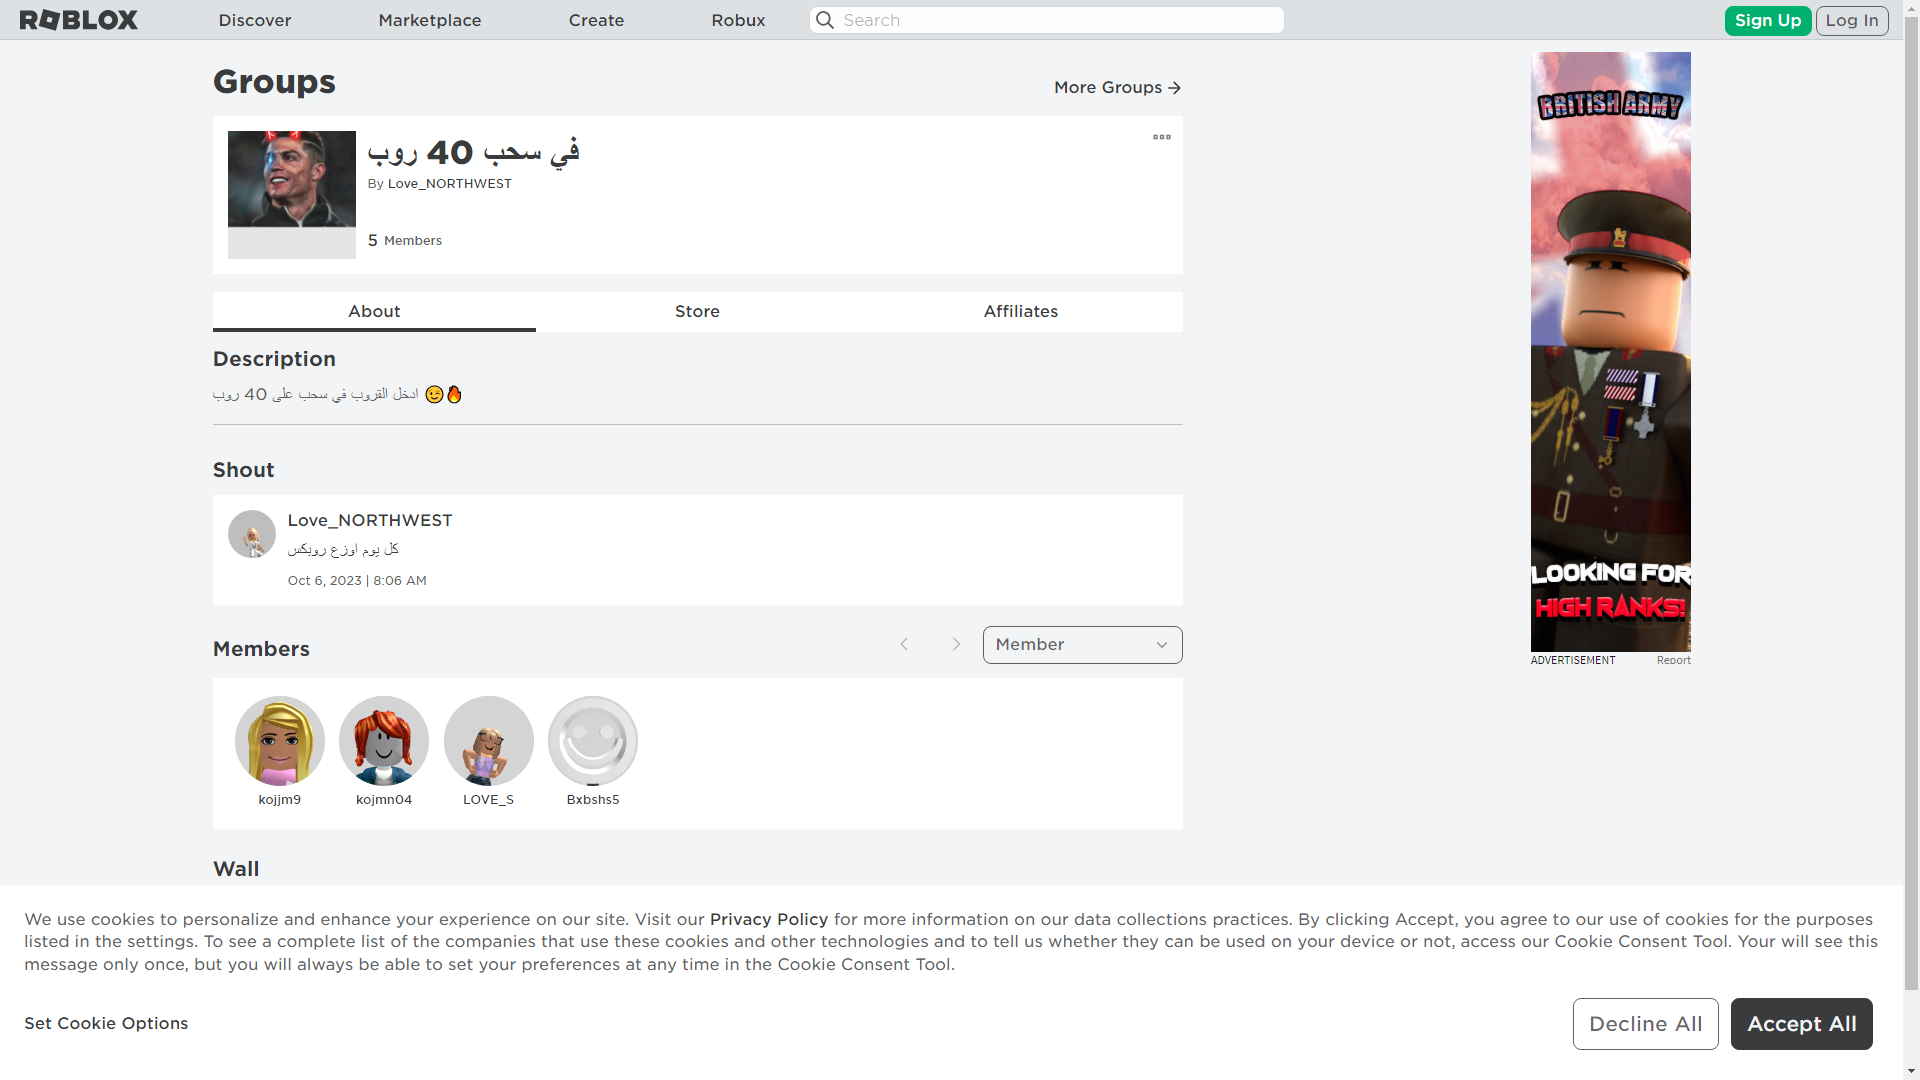 ROBLOX
Discover
Marketplace
Create
Robux
Search
Sign Up
Log In
Groups
More Groups
في سحب 40 روب
By Love_NORTHWEST
5 Members
About
Store
Affiliates
Description
ادخل القروب في سحب على 40 روب 😉🔥
Shout
Love_NORTHWEST
كل يوم اوزع روبكس
Oct 6, 2023 | 8:06 AM
Members
Member
kojjm9
kojmn04
LOVE_S
Bxbshs5
Wall
BRITISH ARMY
LOOKING FOR
HIGH RANKS!
ADVERTISEMENT
Report
We use cookies to personalize and enhance your experience on our site. Visit our Privacy Policy for more information on our data collections practices. By clicking Accept, you agree to our use of cookies for the purposes
listed in the settings. To see a complete list of the companies that use these cookies and other technologies and to tell us whether they can be used on your device or not, access our Cookie Consent Tool. Your will see this
message only once, but you will always be able to set your preferences at any time in the Cookie Consent Tool.
Set Cookie Options
Decline All
Accept All